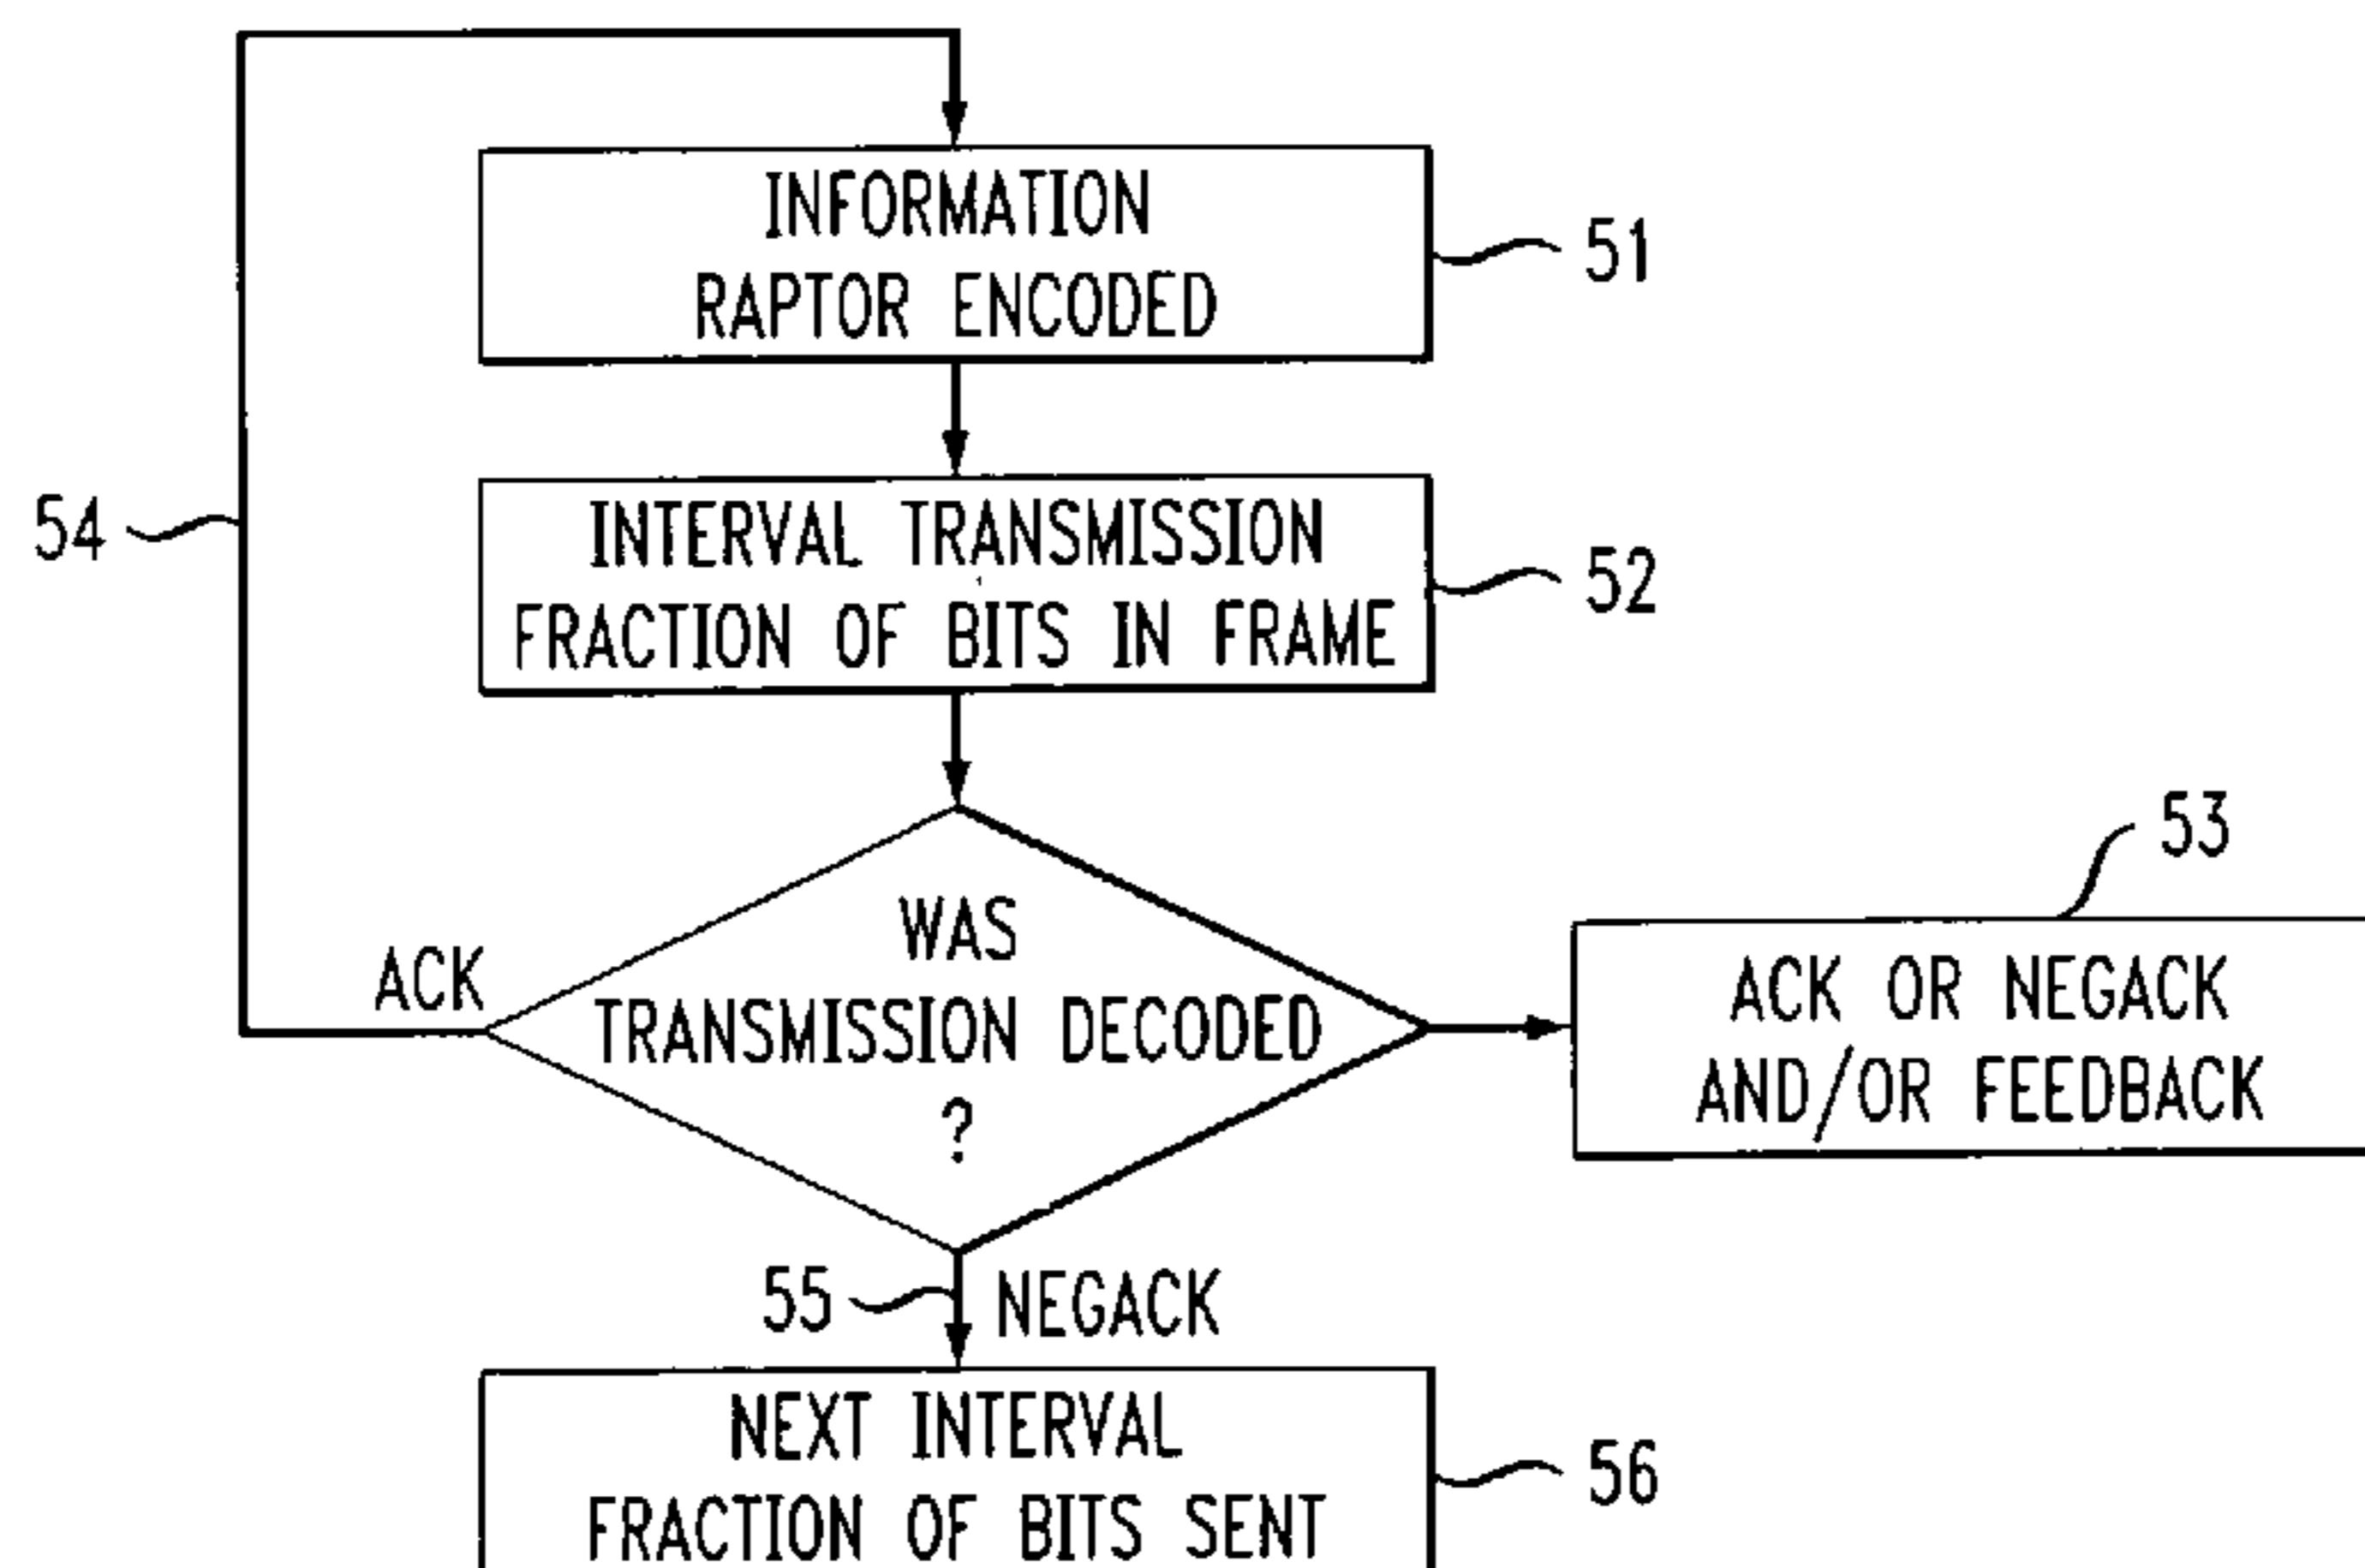 INFORMATION
RAPTOR ENCODED
51
INTERVAL TRANSMISSION
FRACTION OF BITS IN FRAME
52
54
WAS
TRANSMISSION DECODED
?
ACK
53
ACK OR NEGACK
AND/OR FEEDBACK
55
NEGACK
NEXT INTERVAL
FRACTION OF BITS SENT
56